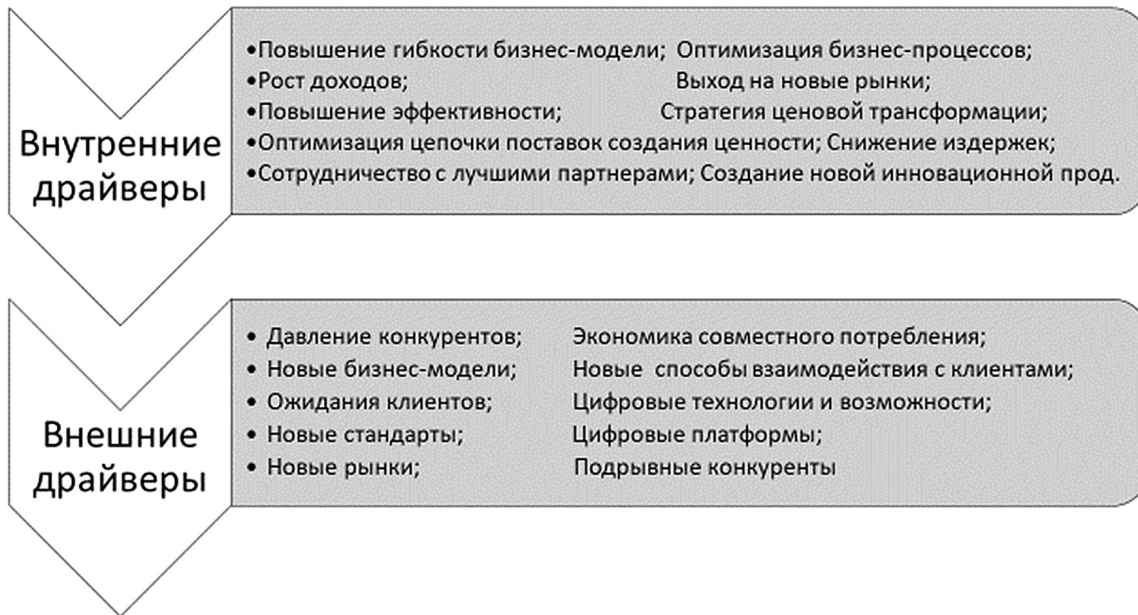 Внутренние
драйверы
•Повышение гибкости бизнес-модели; Оптимизация бизнес-процессов;
•Рост доходов; Выход на новые рынки;
•Повышение эффективности; Стратегия ценовой трансформации;
•Оптимизация цепочки поставок создания ценности; Снижение издержек;
•Сотрудничество с лучшими партнерами; Создание новой инновационной прод.
Внешние
драйверы
• Давление конкурентов; Экономика совместного потребления;
• Новые бизнес-модели; Новые способы взаимодействия с клиентами;
• Ожидания клиентов; Цифровые технологии и возможности;
• Новые стандарты; Цифровые платформы;
• Новые рынки; Подрывные конкуренты